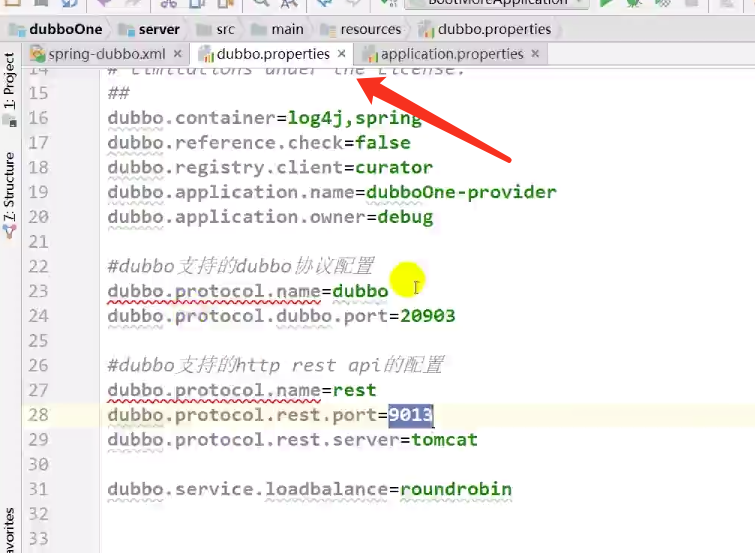 BootMoreApplication
dubboOne
server
src
main
resources
dubbo.properties
spring-dubbo.xml
dubbo.properties
application.properties
1: Project
7: Structure
avorites
14 # limitations under the License.
15 ##
16 dubbo.container=log4j,spring
17 dubbo.reference.check=false
18 dubbo.registry.client=curator
19 dubbo.application.name=dubboOne-provider
20 dubbo.application.owner=debug
21
22 #dubbo支持的dubbo协议配置
23 dubbo.protocol.name=dubbo
24 dubbo.protocol.dubbo.port=20903
25
26 #dubbo支持的http rest api的配置
27 dubbo.protocol.name=rest
28 dubbo.protocol.rest.port=9013
29 dubbo.protocol.rest.server=tomcat
30
31 dubbo.service.loadbalance=roundrobin
32
33